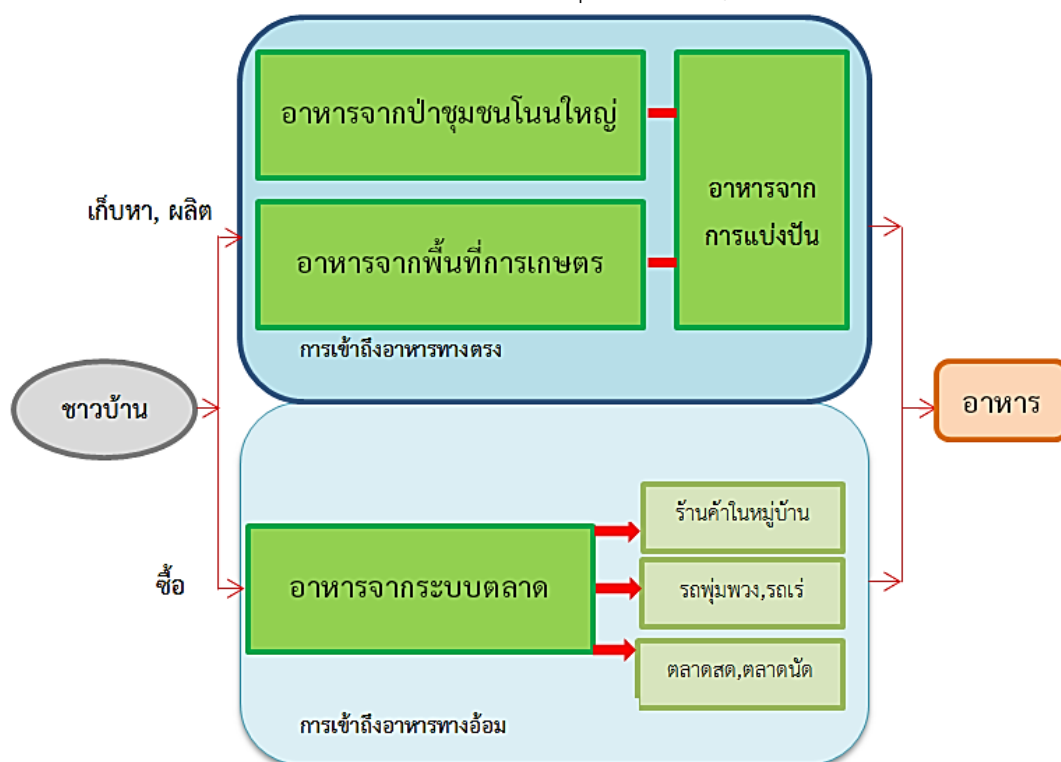 อาหารจากป่าชุมชนโนนใหญ่
อาหารจาก
การแบ่งปัน
เก็บหา, ผลิต
อาหารจากพื้นที่การเกษตร
การเข้าถึงอาหารทางตรง
ชาวบ้าน
อาหาร
ร้านค้าในหมู่บ้าน
ซื้อ
อาหารจากระบบตลาด
รถพุ่มพวง,รถเร่
ตลาดสด,ตลาดนัด
การเข้าถึงอาหารทางอ้อม